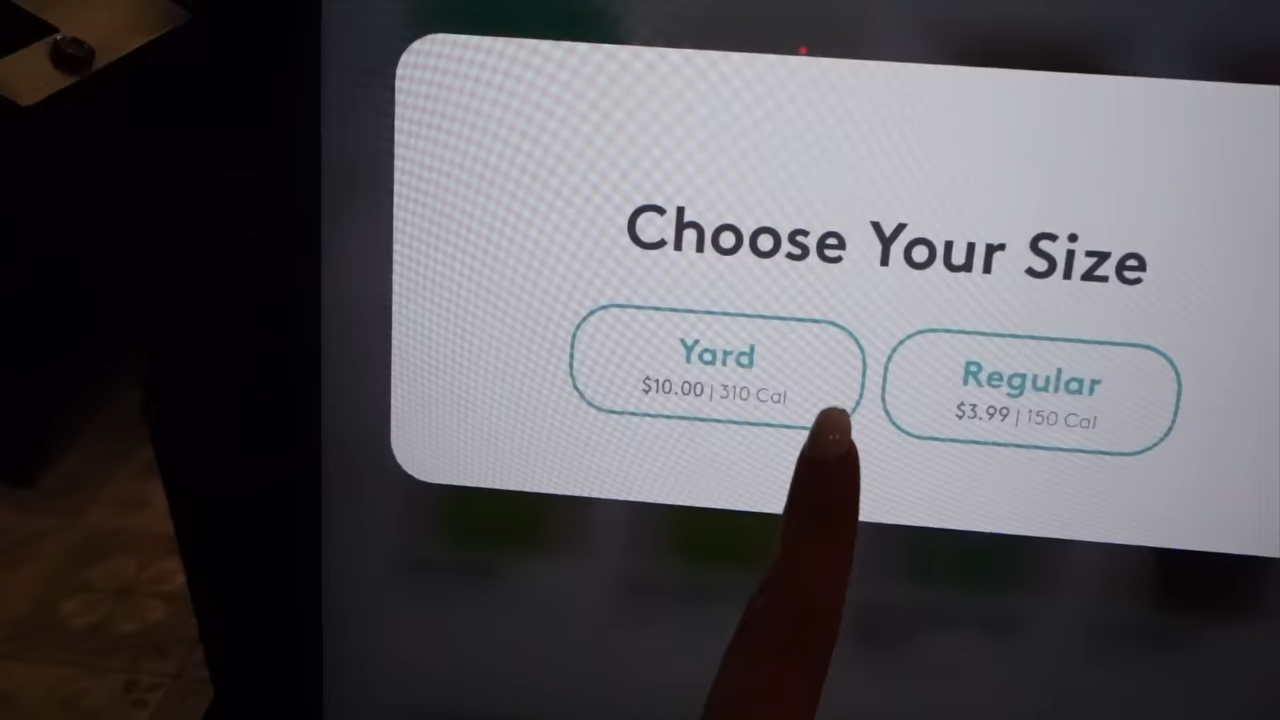 Choose Your Size
Yard
$10.00 | 310 Cal
Regular
$3.99 | 150 Cal